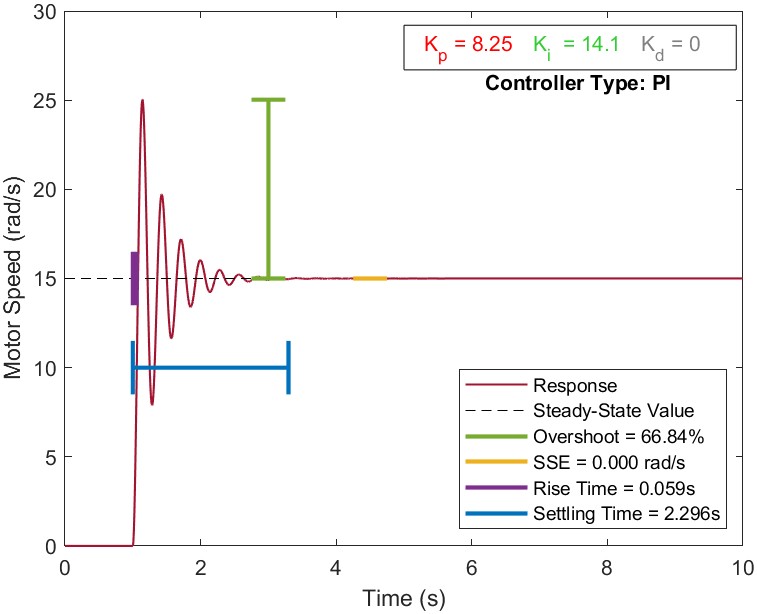 30
25
20
15
10
5
0
Motor Speed (rad/s)
Kp = 8.25 Ki = 14.1 Kd = 0
Controller Type: PI
Response
Steady-State Value
Overshoot = 66.84%
SSE = 0.000 rad/s
Rise Time = 0.059s
Settling Time = 2.296s
0 2 4 6 8 10
Time (s)